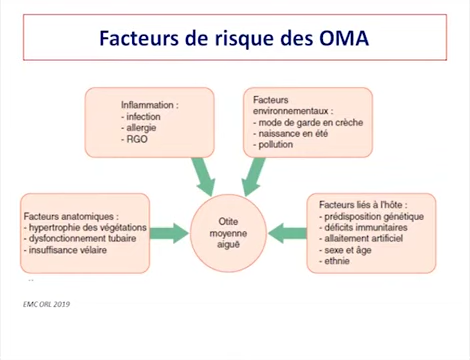 Facteurs de risque des OMA
Inflammation :
- infection
- allergie
- RGO
Facteurs
environnementaux :
- mode de garde en crèche
- naissance en été
- pollution
Facteurs anatomiques :
- hypertrophie des végétations
- dysfonctionnement tubaire
- insuffisance vélaire
Otite
moyenne
aiguë
Facteurs liés à l'hôte :
- prédisposition génétique
- déficits immunitaires
- allaitement artificiel
- sexe et âge
- ethnie
EMC ORL 2019